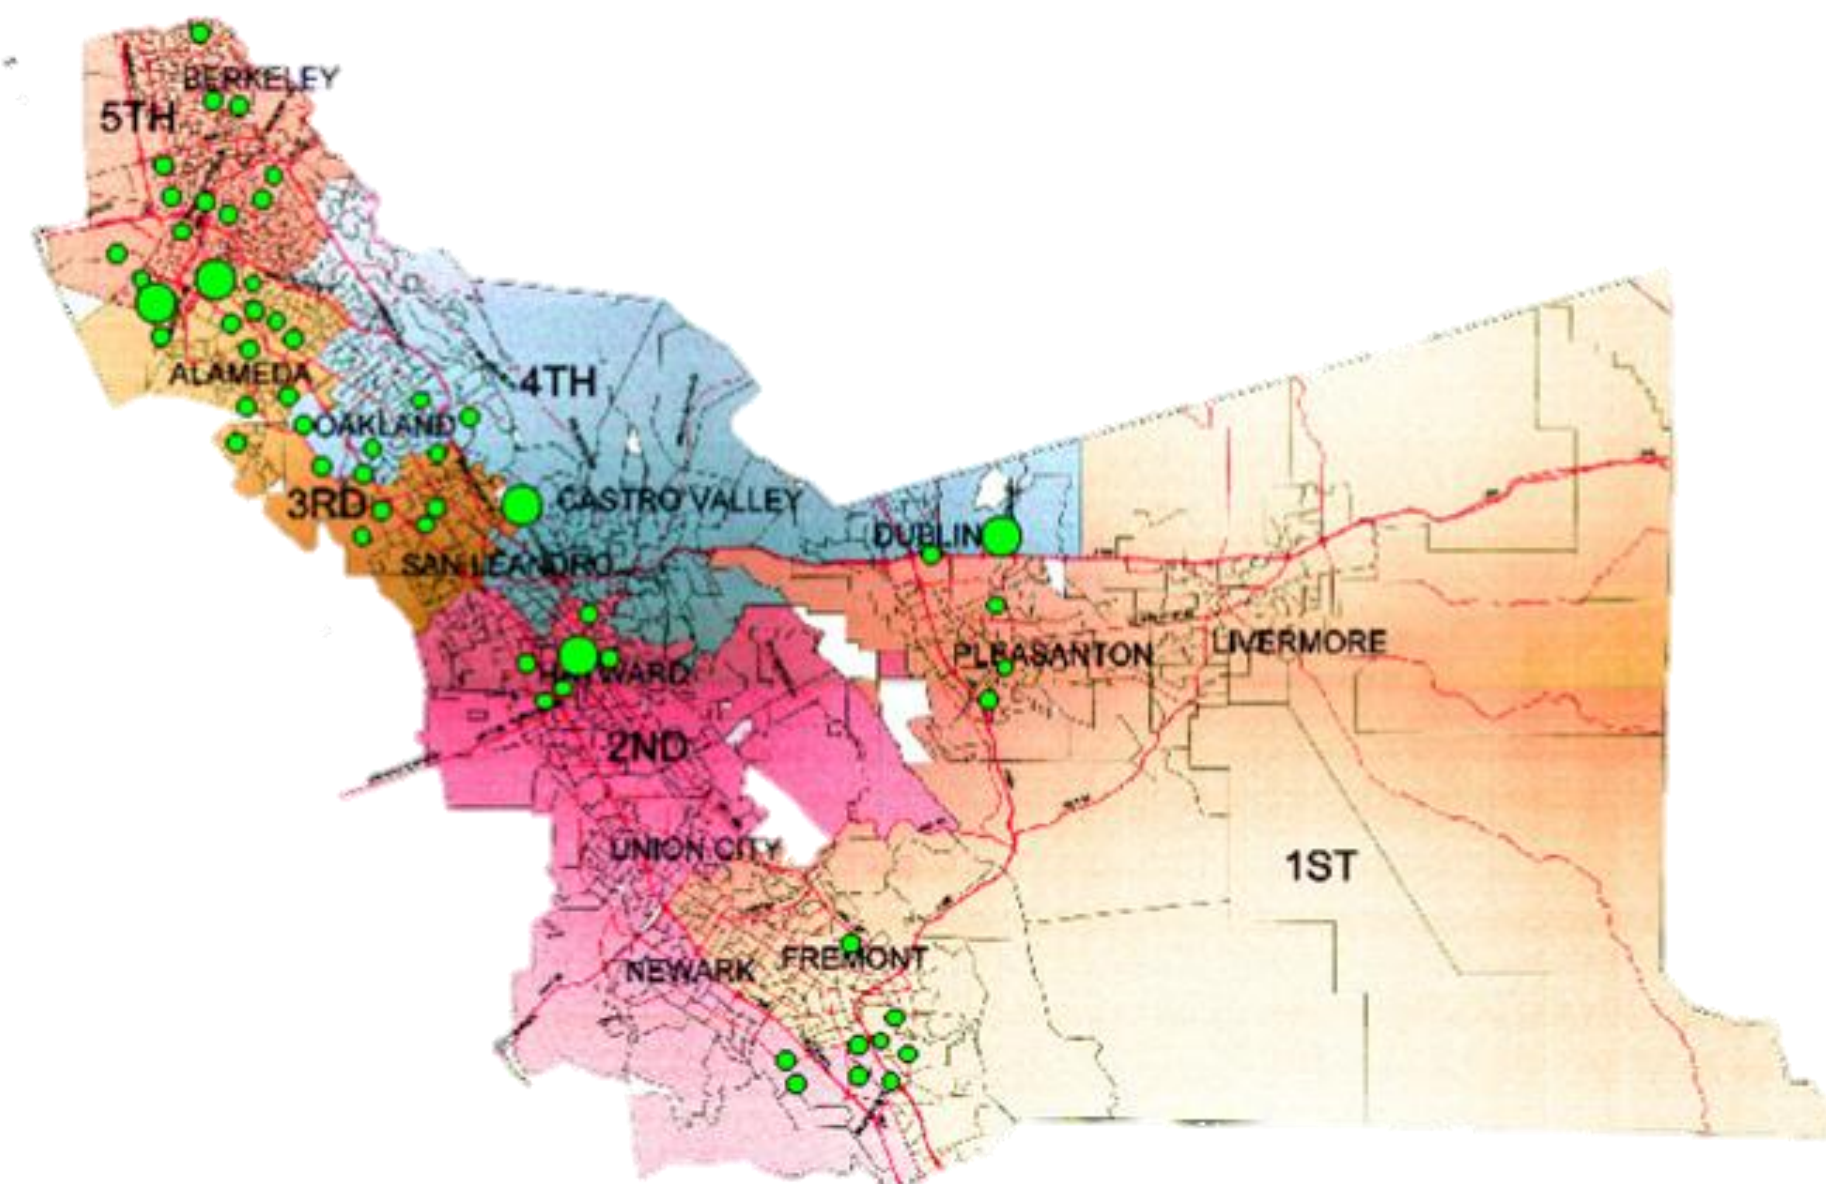 BERKELEY
5TH
ALAMEDA
4TH
OAKLAND
3RD
CASTRO VALLEY
DUBLIN
SAN LEANDRO
PLEASANTON
LIVERMORE
HAYWARD
2ND
UNION CITY
1ST
FREMONT
NEWARK